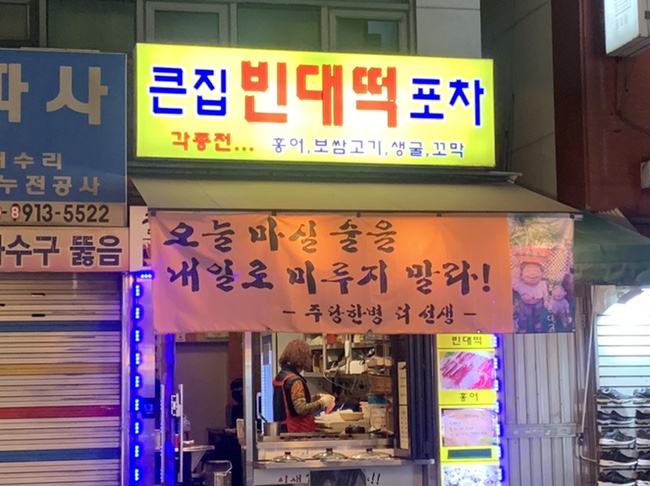 큰집 빈대떡 포차
각종전... 홍어,보쌈고기,생굴,꼬막
파사
수리
누전공사
913-5522
수구 뚫음
오늘 마실 술을
내일로 미루지 말라!
- 주당한병 더 선생 -
빈대떡
홍어